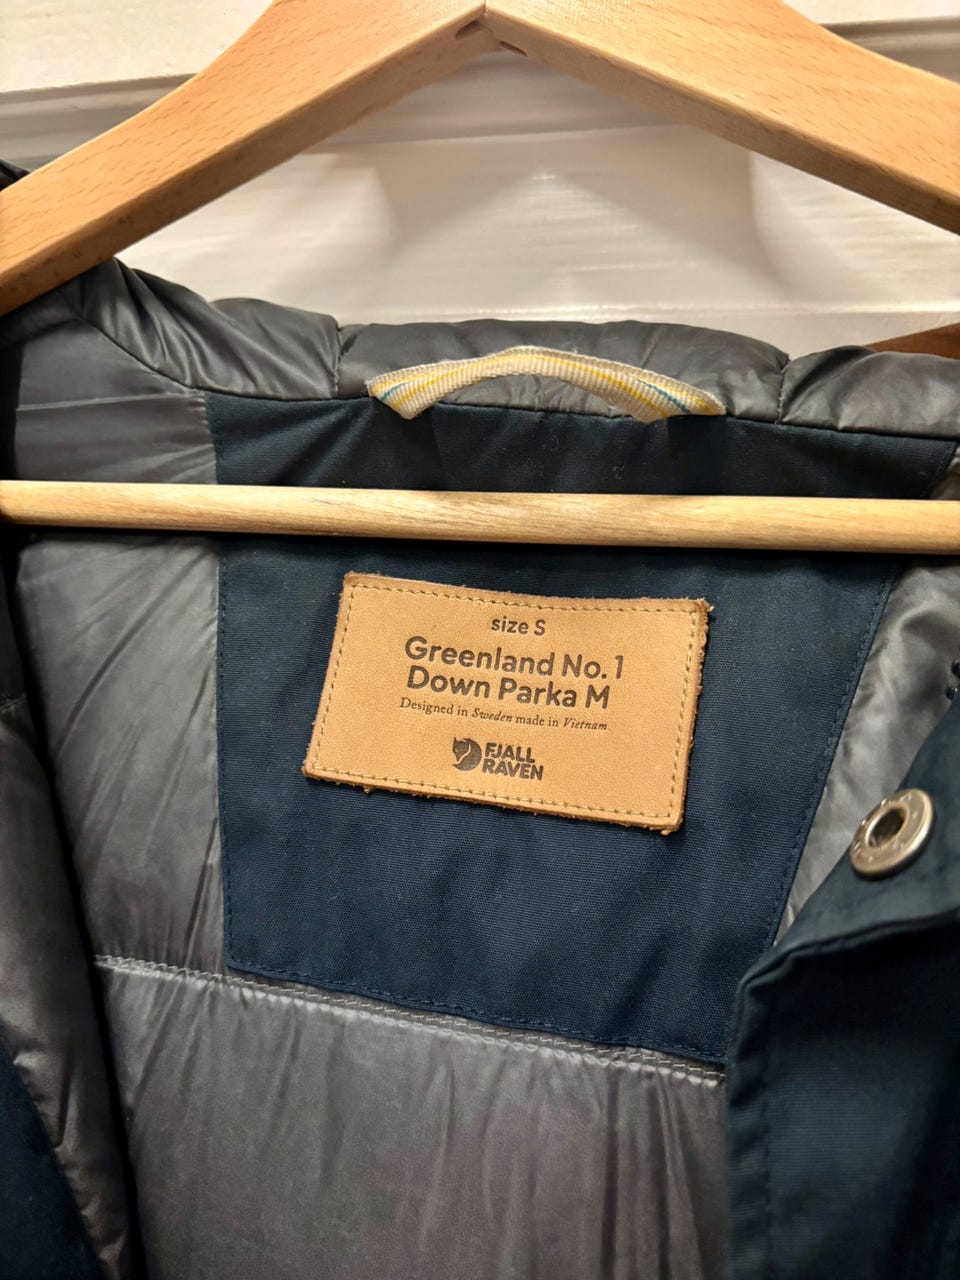 size S
Greenland No. 1
Down Parka M
Designed in Sweden made in Vietnam
FJALL
RAVEN